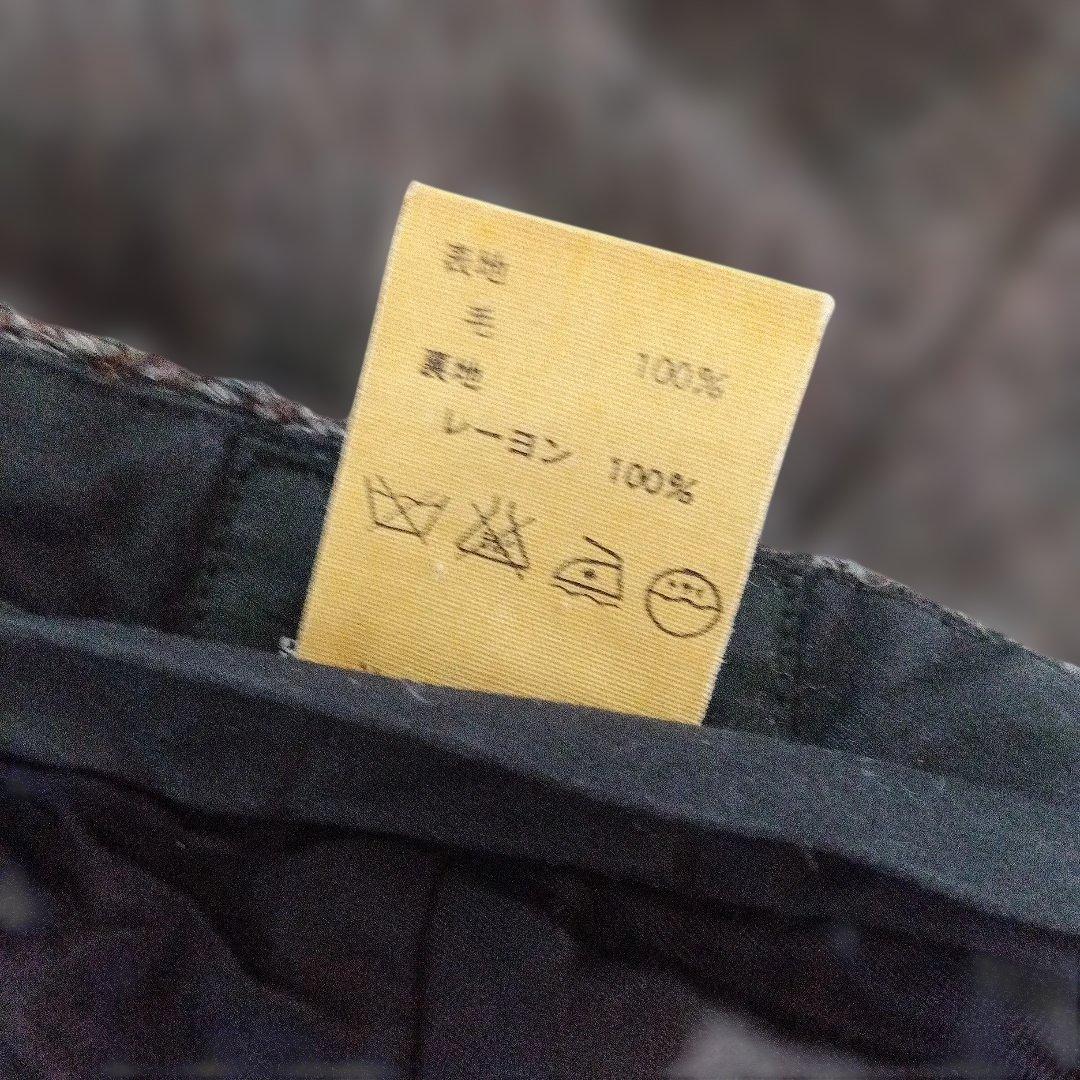 表地
毛 100%
裏地
レーヨン 100%